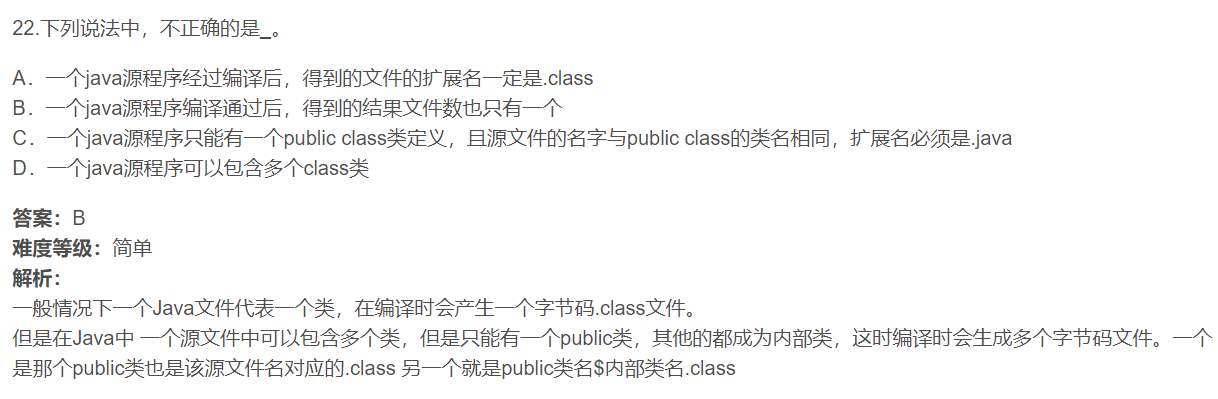 22.下列说法中，不正确的是_。
A．一个java源程序经过编译后，得到的文件的扩展名一定是.class
B．一个java源程序编译通过后，得到的结果文件数也只有一个
C．一个java源程序只能有一个public class类定义，且源文件的名字与public class的类名相同，扩展名必须是.java
D．一个java源程序可以包含多个class类
答案：B
难度等级：简单
解析：
一般情况下一个Java文件代表一个类，在编译时会产生一个字节码.class文件。
但是在Java中 一个源文件中可以包含多个类，但是只能有一个public类，其他的都成为内部类，这时编译时会生成多个字节码文件。一个
是那个public类也是该源文件名对应的.class 另一个就是public类名$内部类名.class